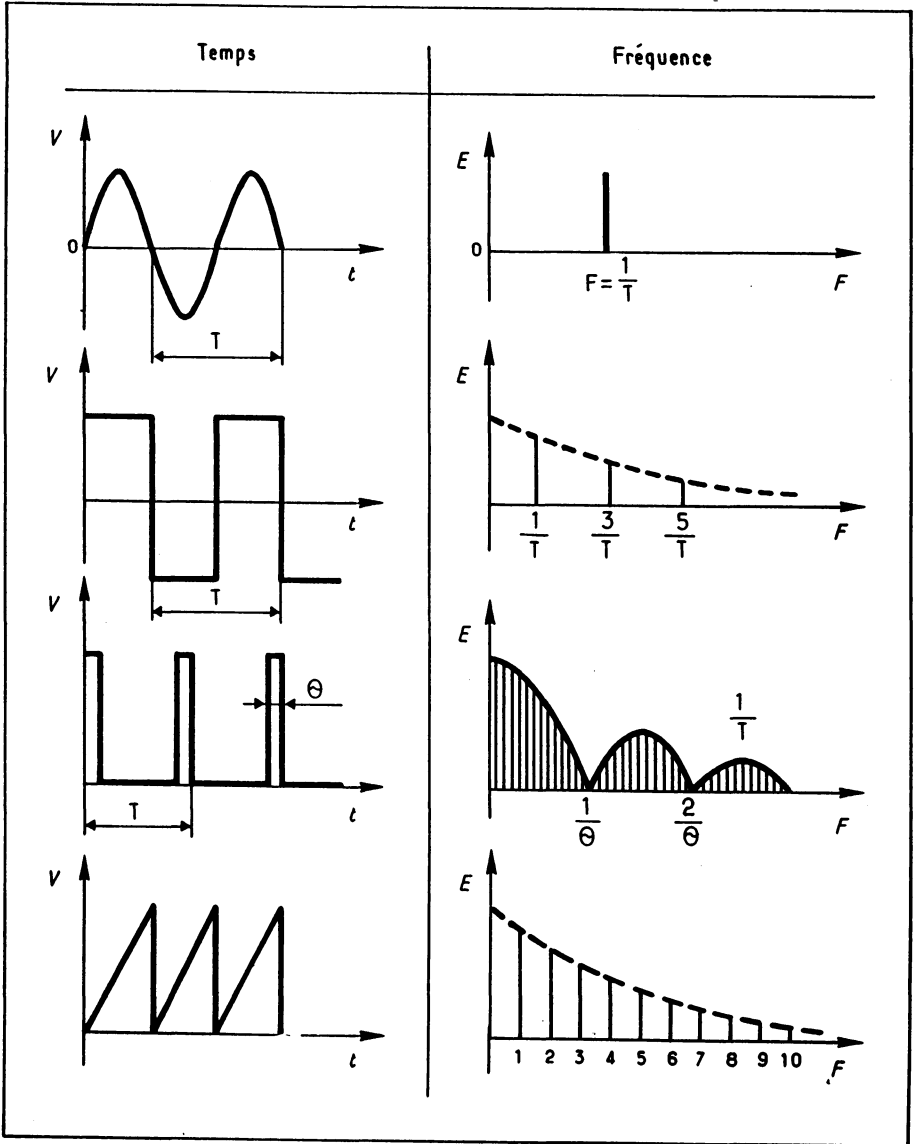 Temps
Fréquence
V
0
t
T
E
0
F = 1/T
F
V
t
T
E
1/T 3/T 5/T
F
V
Θ
T
t
E
1/T
1/Θ 2/Θ
F
V
t
E
1 2 3 4 5 6 7 8 9 10
F